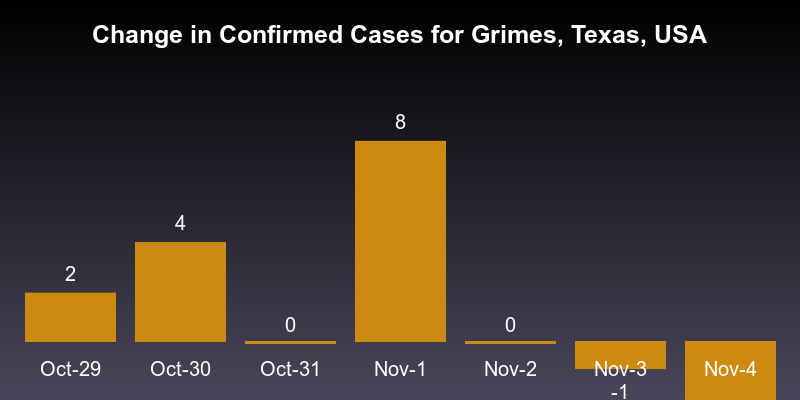 Change in Confirmed Cases for Grimes, Texas, USA
2
4
0
8
0
Oct-29
Oct-30
Oct-31
Nov-1
Nov-2
Nov-3
Nov-4
-1